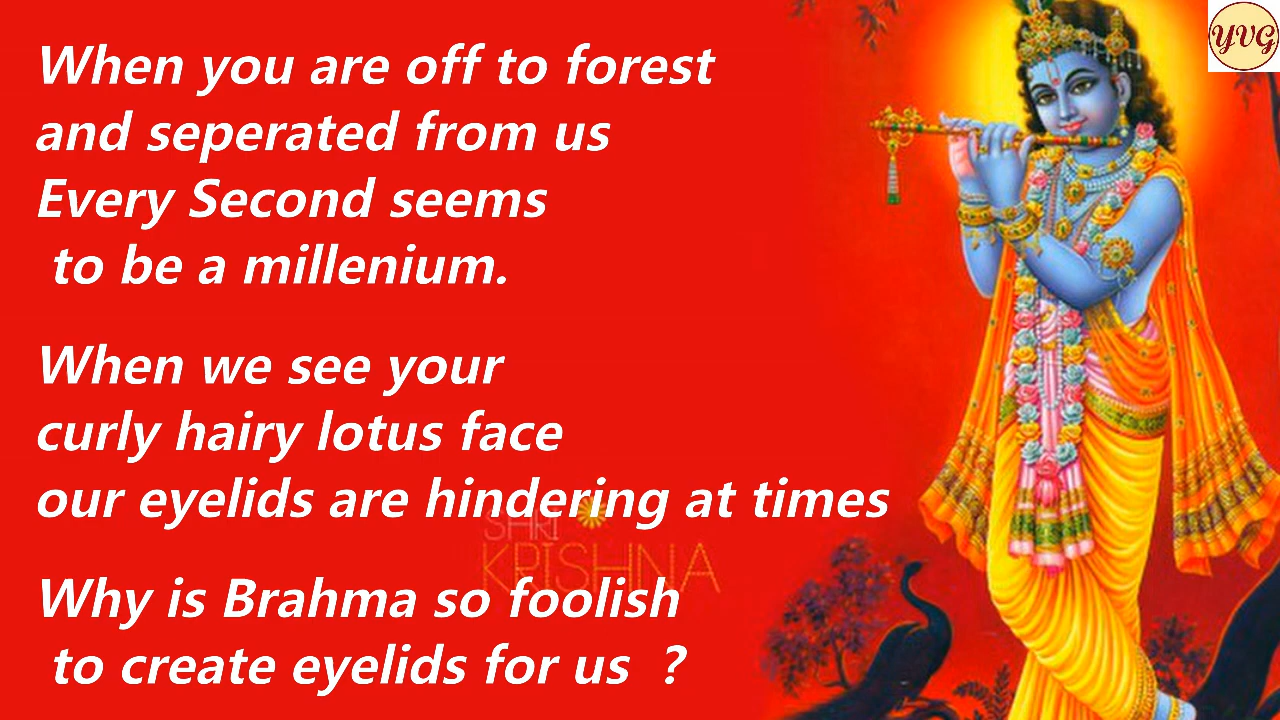 When you are off to forest
and seperated from us
Every Second seems
to be a millenium.
When we see your
curly hairy lotus face
our eyelids are hindering at times
Why is Brahma so foolish
to create eyelids for us ?
SHRI
KRISHNA
YVG